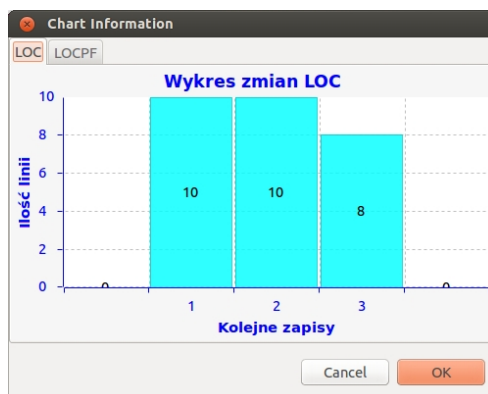 Chart Information
LOC LOCPF
Wykres zmian LOC
Ilość linii
10
8
6
4
2
0
0
10
10
8
0
1 2 3
Kolejne zapisy
Cancel OK